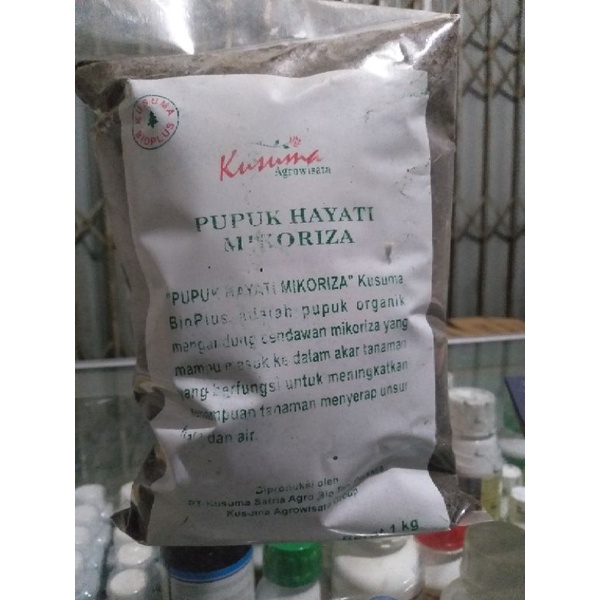 KUSUMA BIOPLUS
Kusuma
Agrowisata
PUPUK HAYATI
MIKORIZA
"PUPUK HAYATI MIKORIZA" Kusuma
BioPlus adalah pupuk organik
mengandung cendawan mikoriza yang
mampu masuk ke dalam akar tanaman
yang berfungsi untuk meningkatkan
kemampuan tanaman menyerap unsur
dan air.
Diproduksi oleh
Kusuma Satria Agro
Kusuma Agrowisata
1 kg